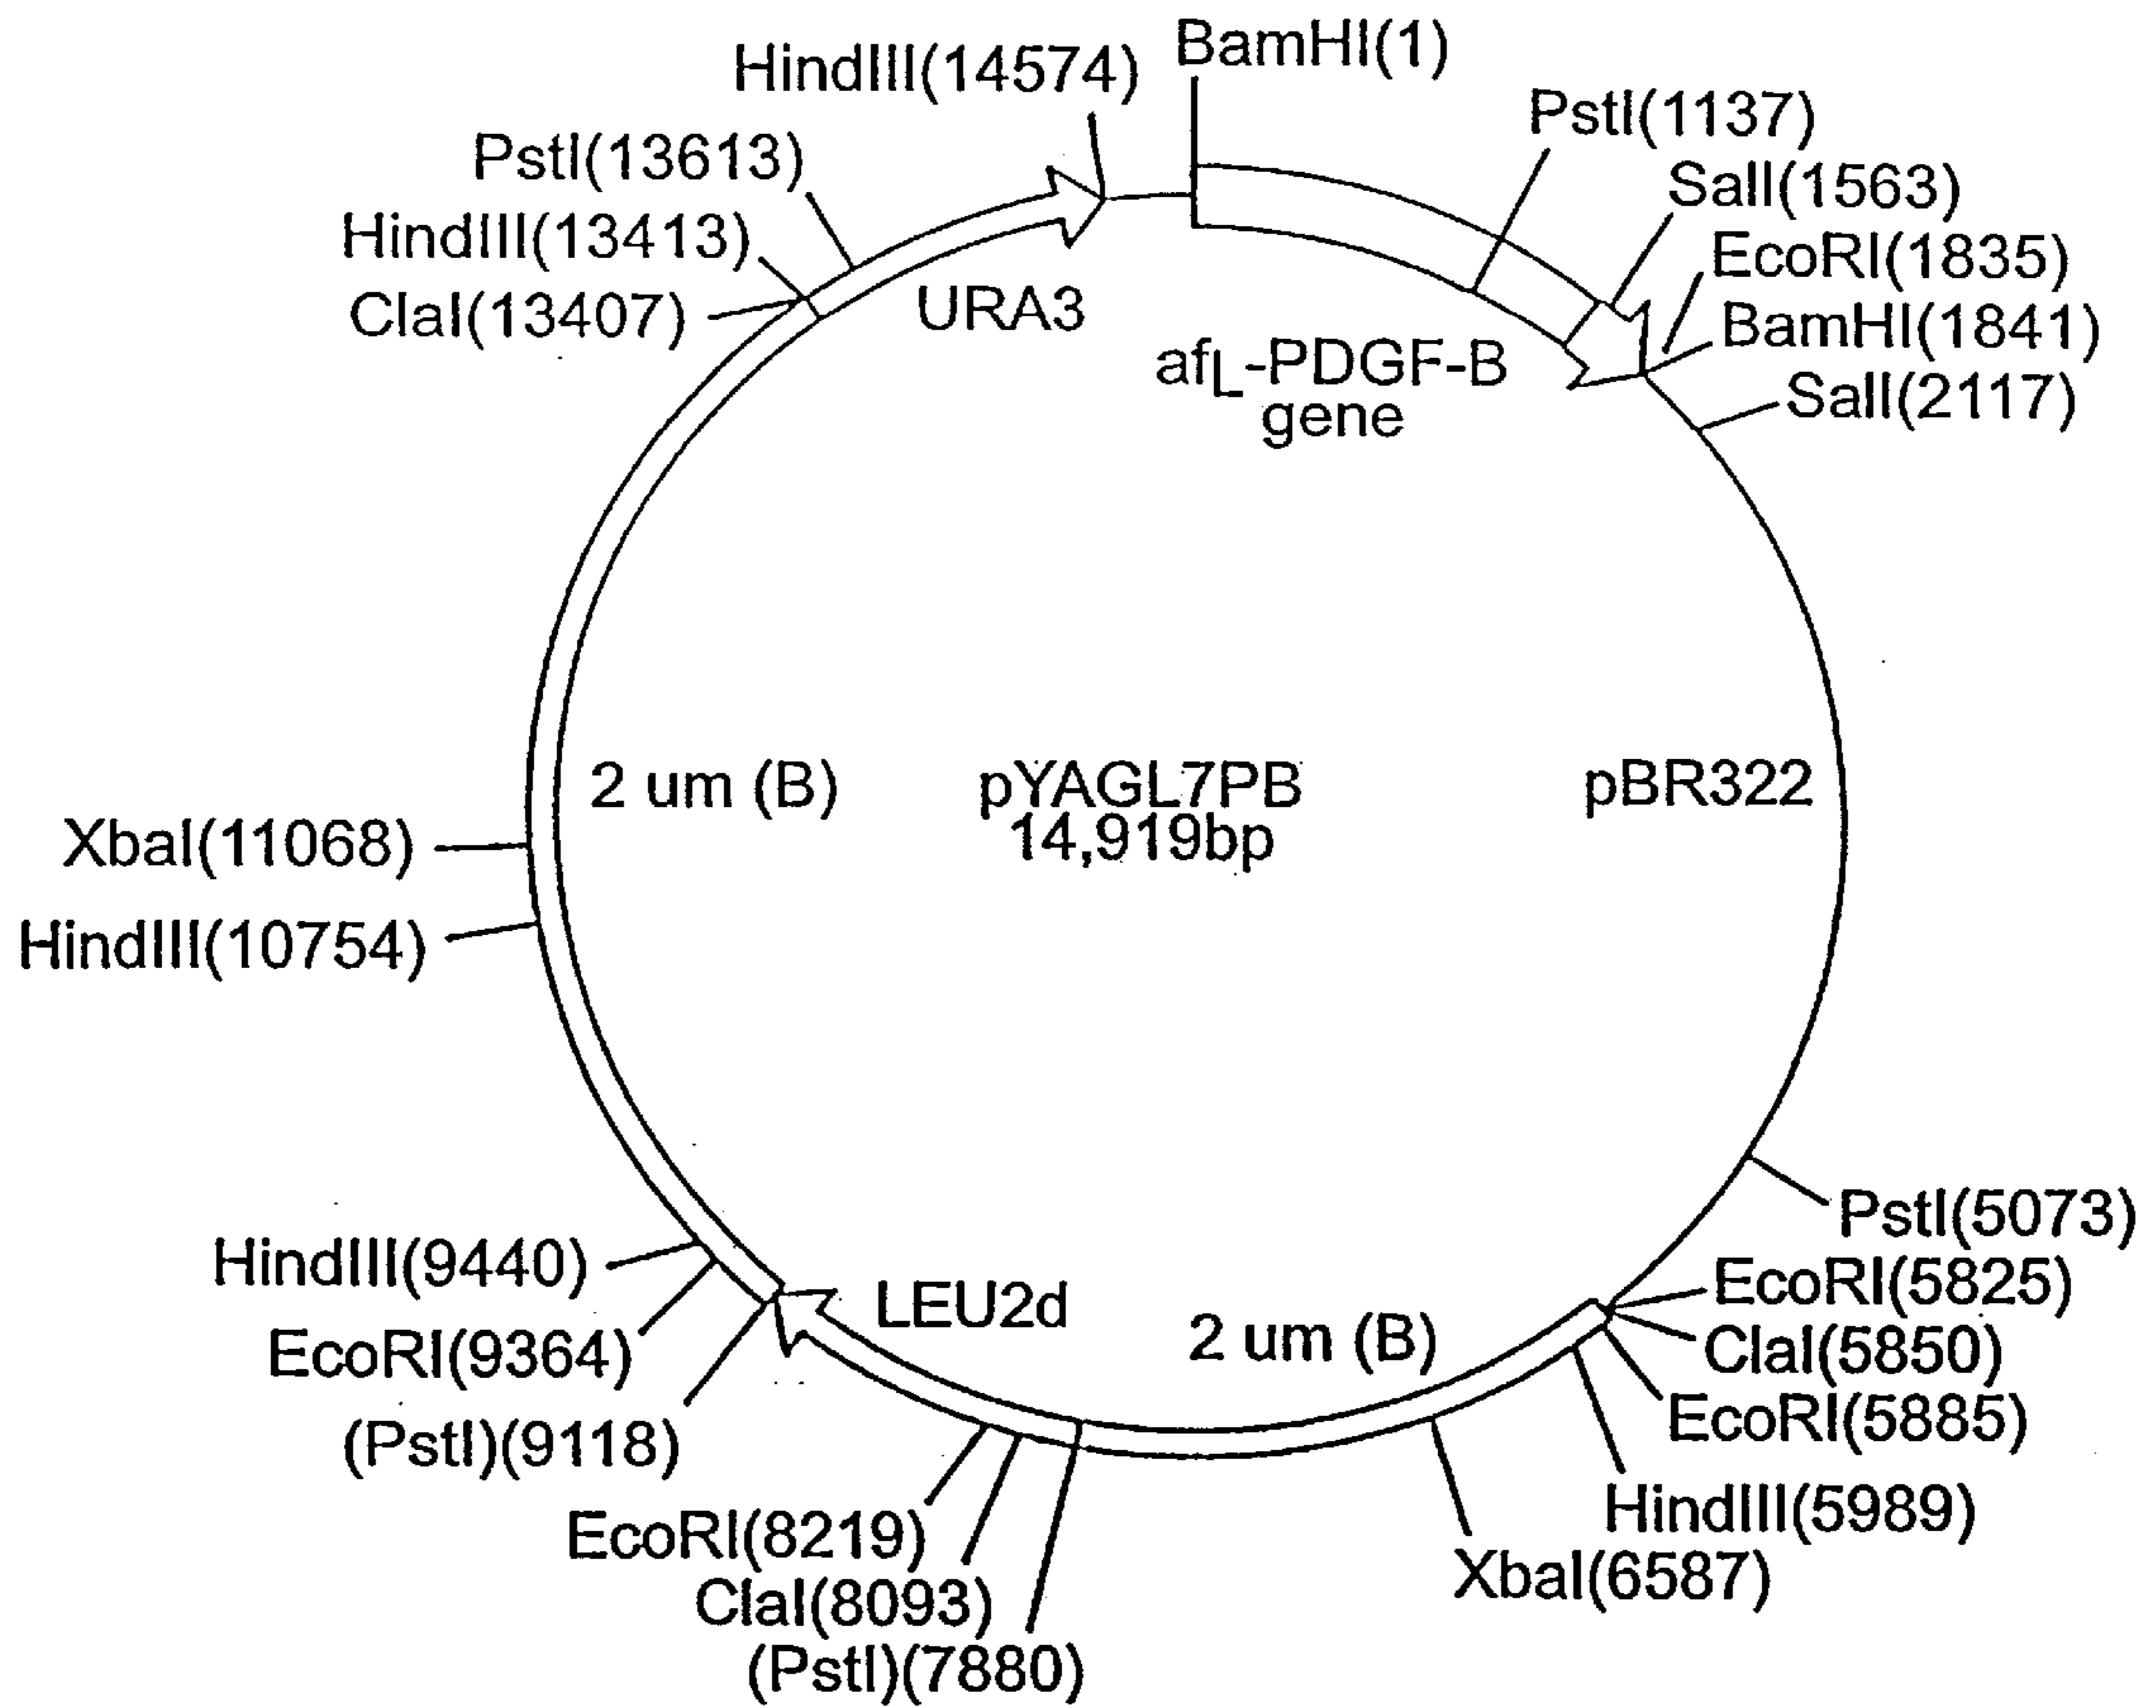 HindIII(14574)
BamHI(1)
PstI(1137)
SalI(1563)
EcoRI(1835)
BamHI(1841)
SalI(2117)
PstI(13613)
HindIII(13413)
ClaI(13407)
URA3
afL-PDGF-B
gene
2 um (B)
pYAGL7PB
14,919bp
pBR322
XbaI(11068)
HindIII(10754)
PstI(5073)
EcoRI(5825)
ClaI(5850)
EcoRI(5885)
HindIII(5989)
XbaI(6587)
2 um (B)
LEU2d
HindIII(9440)
EcoRI(9364)
(PstI)(9118)
EcoRI(8219)
ClaI(8093)
(PstI)(7880)